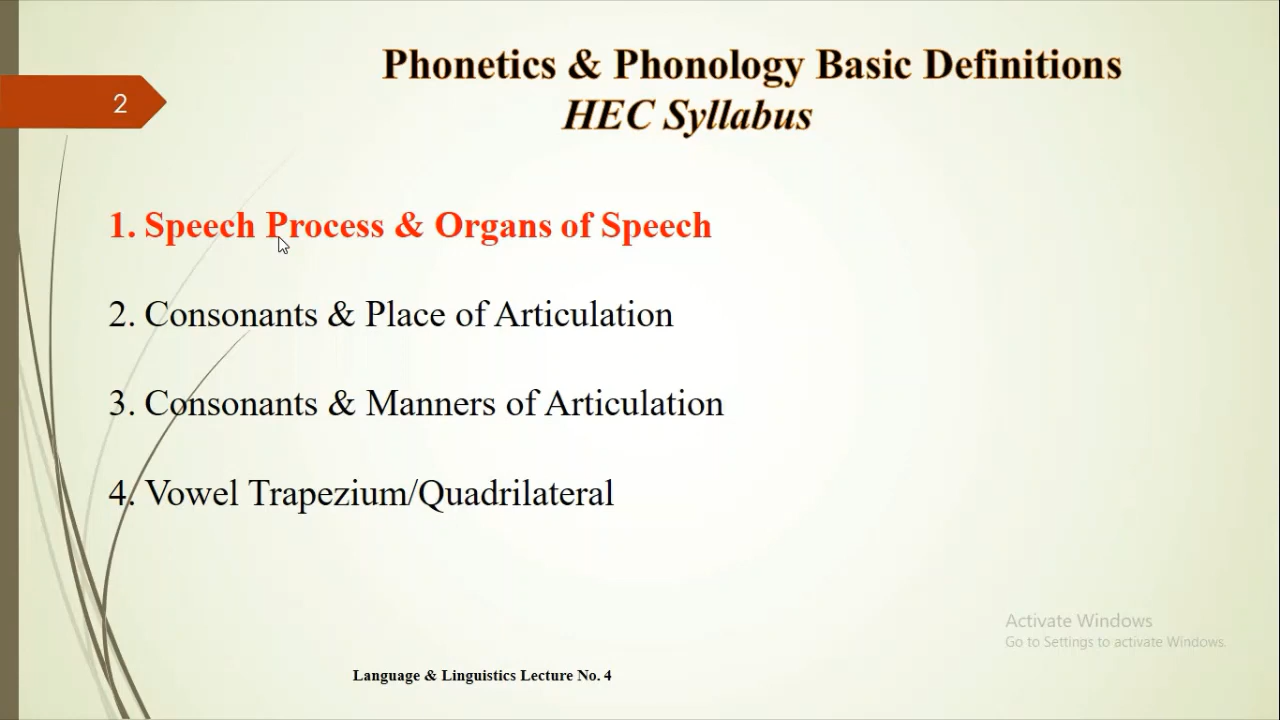 Phonetics & Phonology Basic Definitions
HEC Syllabus
2
1. Speech Process & Organs of Speech
2. Consonants & Place of Articulation
3. Consonants & Manners of Articulation
4. Vowel Trapezium/Quadrilateral
Activate Windows
Go to Settings to activate Windows.
Language & Linguistics Lecture No. 4